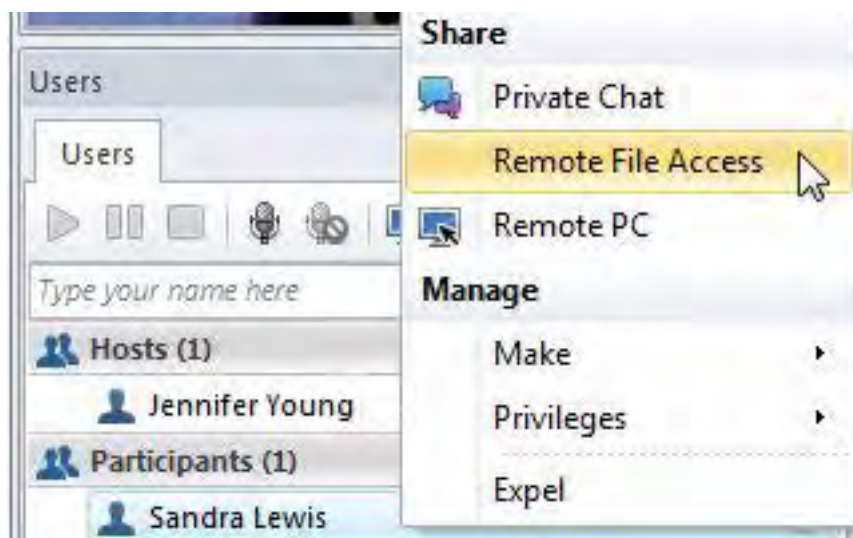 Users
Users
Type your name here
Hosts (1)
Jennifer Young
Participants (1)
Sandra Lewis
Share
Private Chat
Remote File Access
Remote PC
Manage
Make
Privileges
Expel